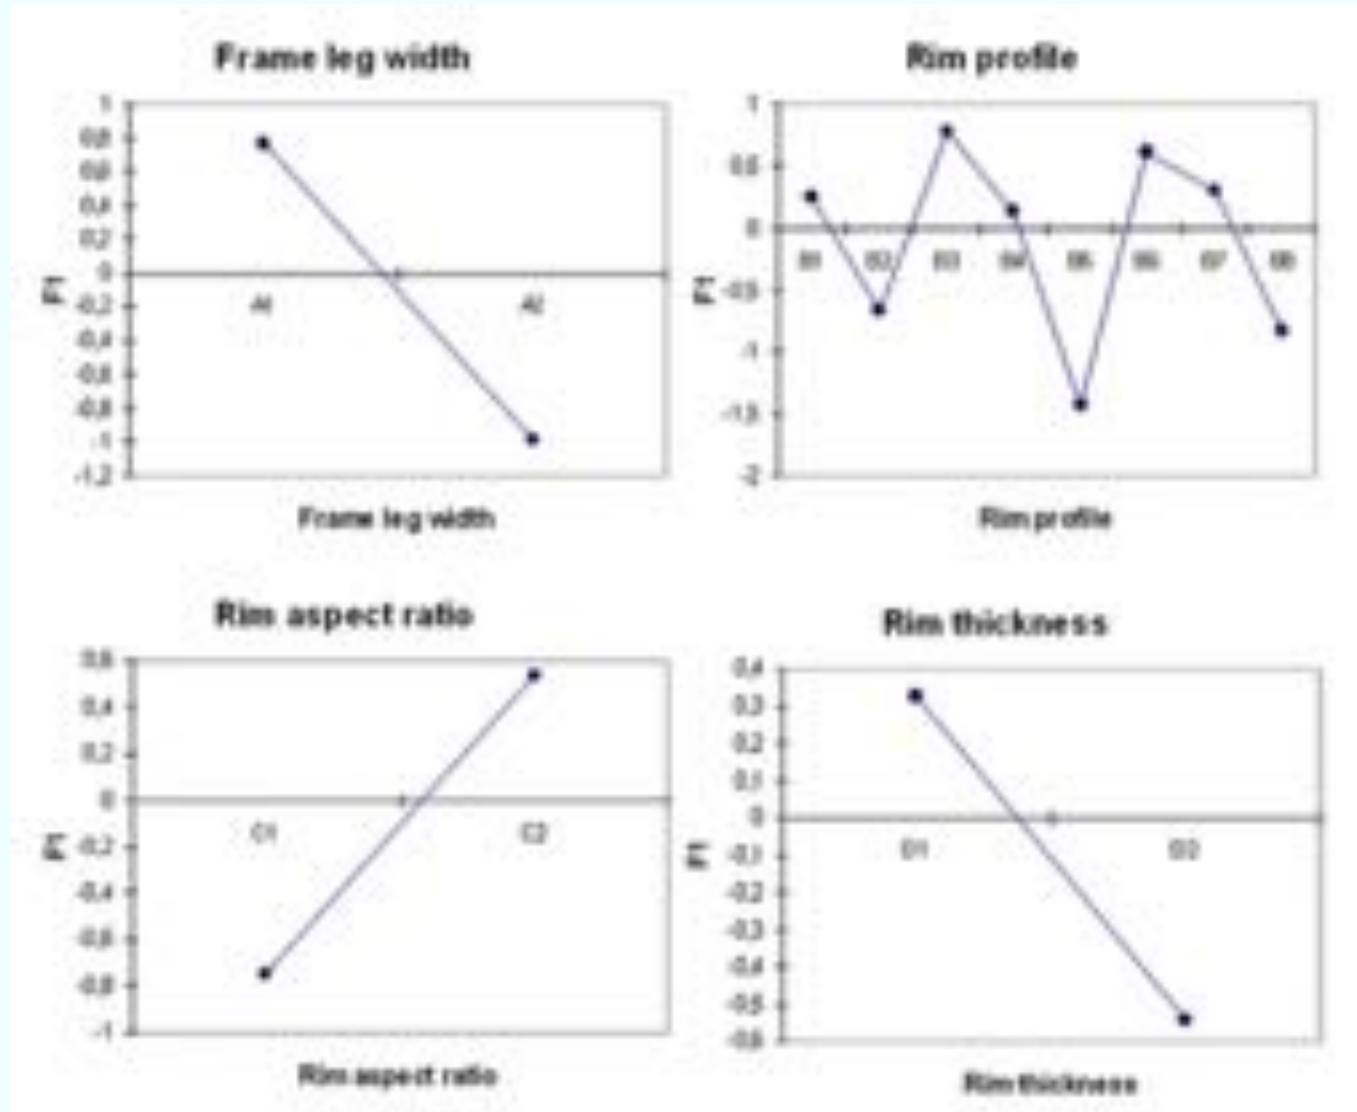 Frame leg width
1
0,8
0,6
0,4
0,2
0
-0,2
-0,4
-0,6
-0,8
-1
-1,2
F1
A1
A2
Frame leg width
Rim profile
1
0,5
0
-0,5
-1
-1,5
-2
F1
B1 B2 B3 B4 B5 B6 B7 B8
Rim profile
Rim aspect ratio
0,6
0,4
0,2
0
-0,2
-0,4
-0,6
-0,8
-1
F1
C1
C2
Rim aspect ratio
Rim thickness
0,4
0,3
0,2
0,1
0
-0,1
-0,2
-0,3
-0,4
-0,5
-0,6
F1
D1
D2
Rim thickness